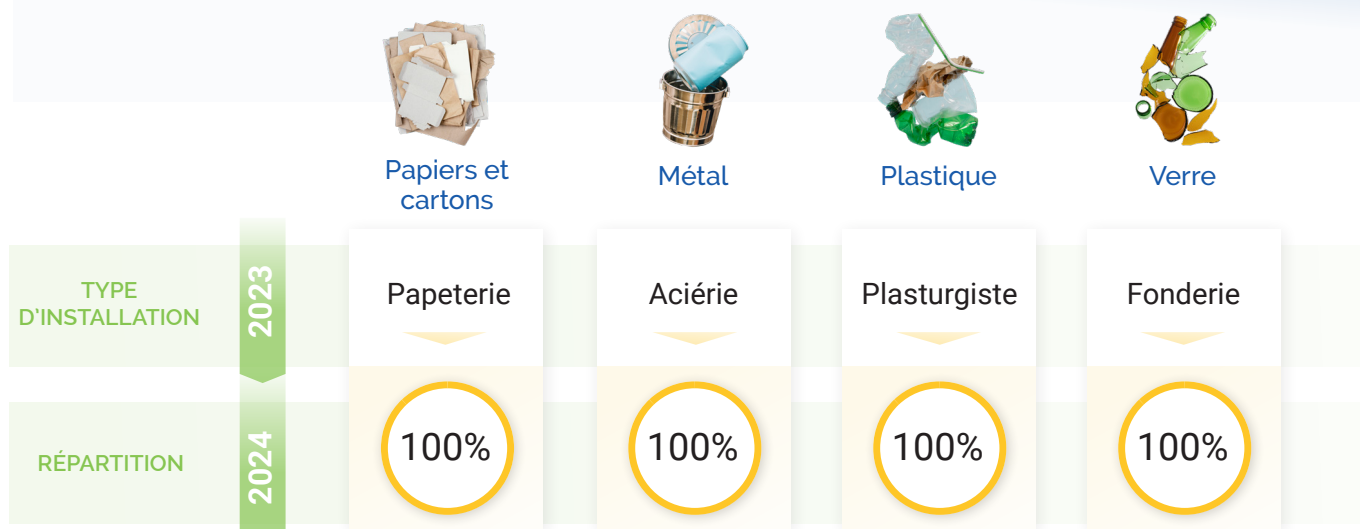 Papiers et
cartons
Métal
Plastique
Verre
TYPE
D'INSTALLATION
2023
Papeterie
Aciérie
Plasturgiste
Fonderie
RÉPARTITION
2024
100%
100%
100%
100%